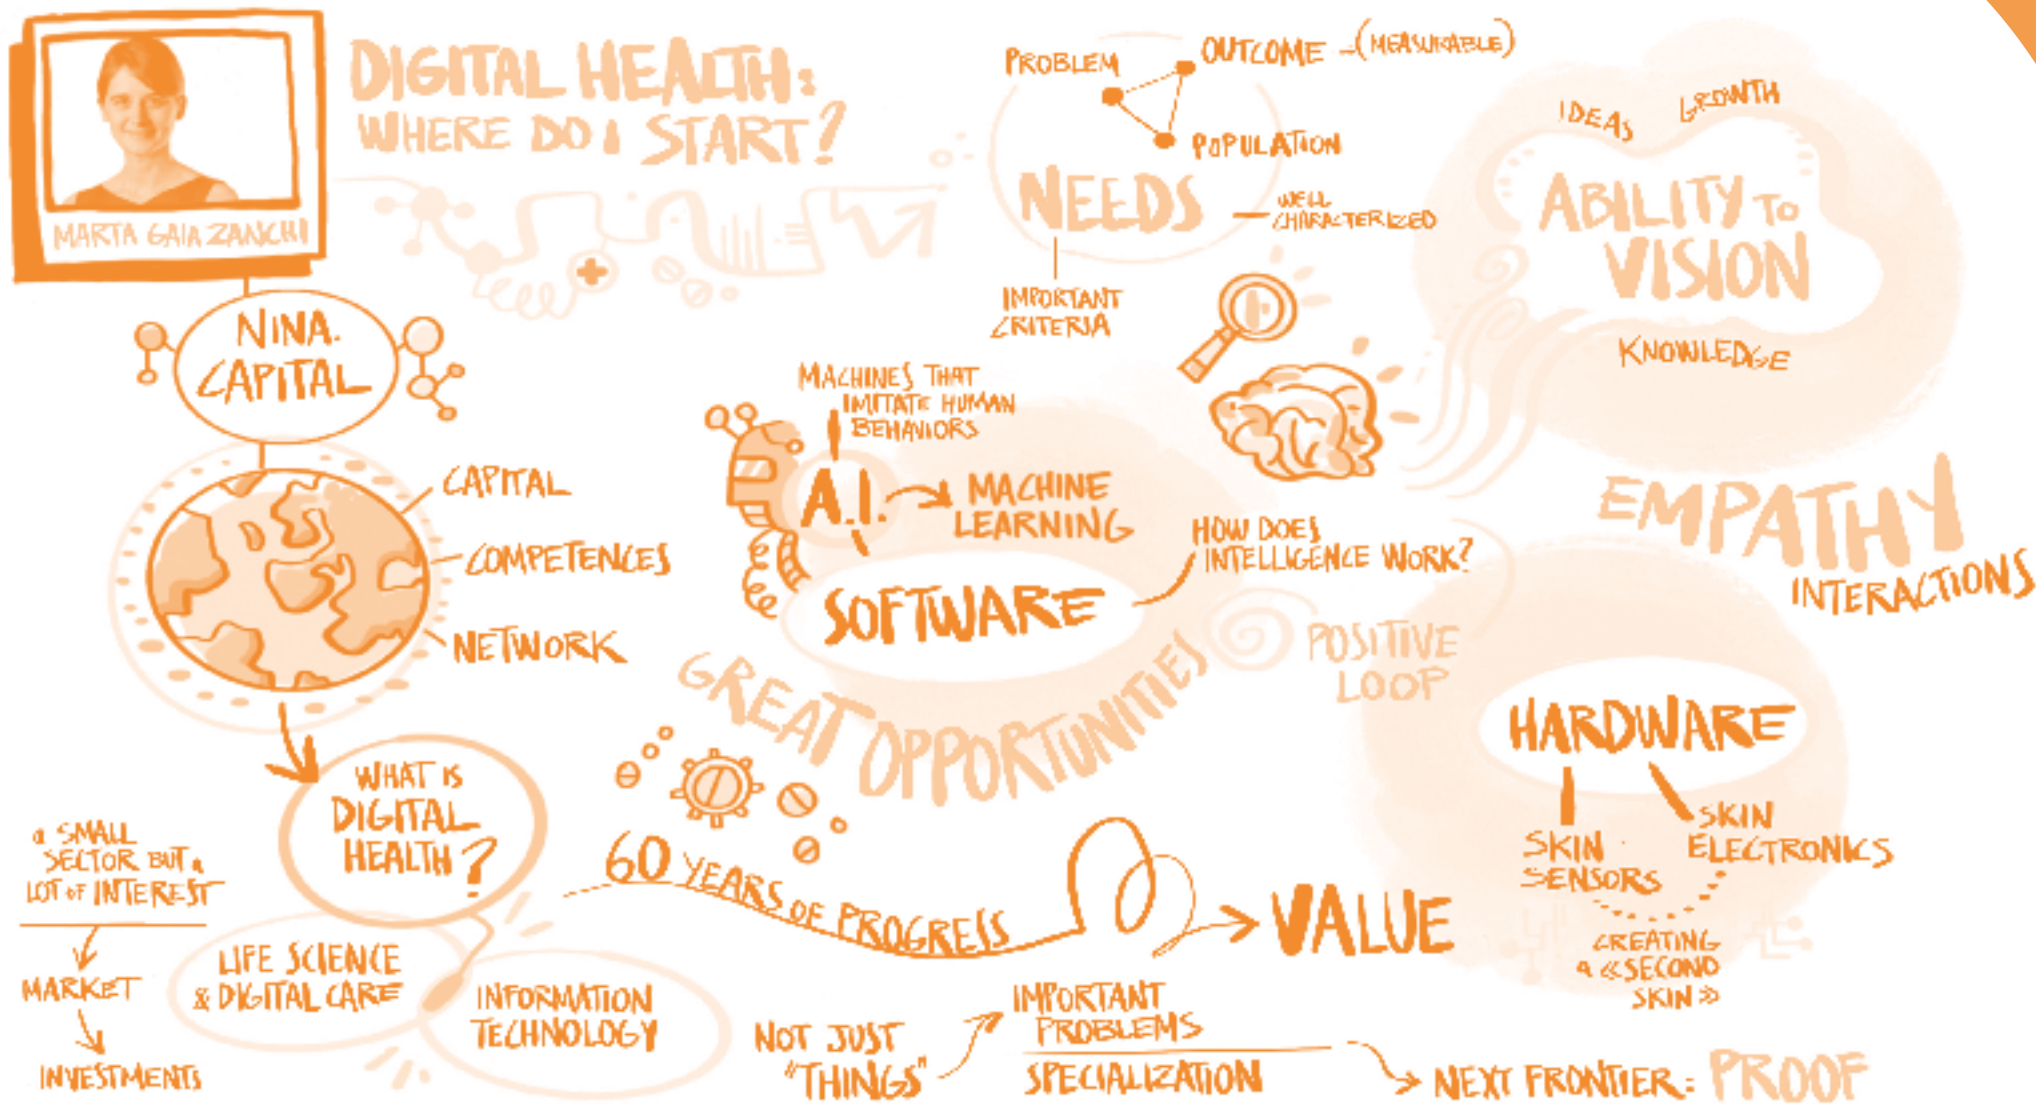 DIGITAL HEALTH:
WHERE DO I START?
MARTA GAIA ZANCHI
NINA.
CAPITAL
CAPITAL
COMPETENCES
NETWORK
WHAT IS
DIGITAL
HEALTH?
A SMALL
SECTOR BUT A
LOT OF INTEREST
MARKET
INVESTMENTS
LIFE SCIENCE
& DIGITAL CARE
INFORMATION
TECHNOLOGY
60 YEARS OF PROGRESS
VALUE
NOT JUST
"THINGS"
IMPORTANT
PROBLEMS
SPECIALIZATION
NEXT FRONTIER: PROOF
PROBLEM
OUTCOME - (MEASURABLE)
POPULATION
NEEDS
WELL
CHARACTERIZED
IMPORTANT
CRITERIA
MACHINES THAT
IMITATE HUMAN
BEHAVIORS
A.I.
MACHINE
LEARNING
SOFTWARE
HOW DOES
INTELLIGENCE WORK?
GREAT OPPORTUNITIES
POSITIVE
LOOP
IDEAS
GROWTH
ABILITY TO
VISION
KNOWLEDGE
EMPATHY
INTERACTIONS
HARDWARE
SKIN
SENSORS
SKIN
ELECTRONICS
CREATING
A «SECOND
SKIN»